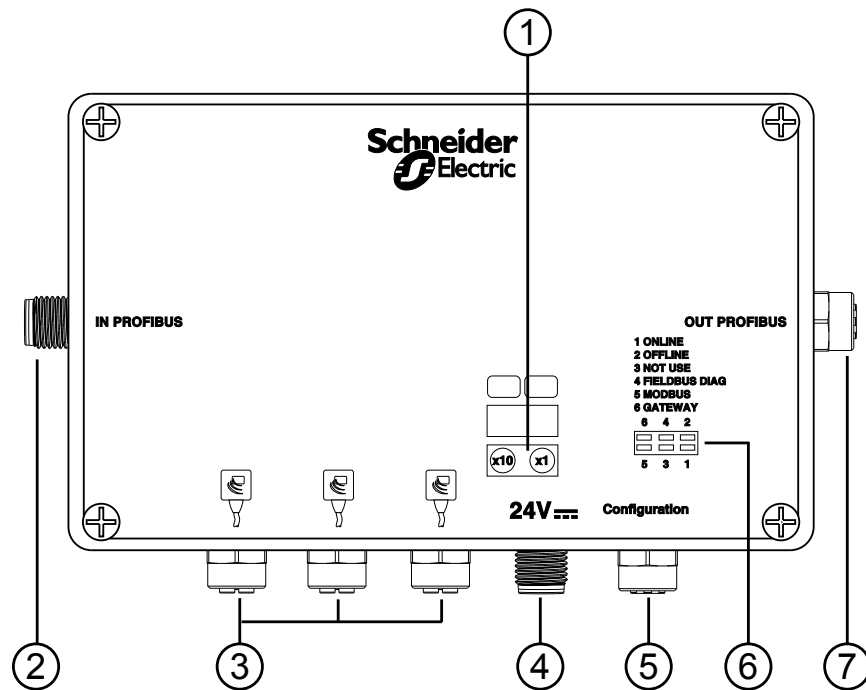 1
Schneider
Electric
IN PROFIBUS
OUT PROFIBUS
1 ONLINE
2 OFFLINE
3 NOT USE
4 FIELDBUS DIAG
5 MODBUS
6 GATEWAY
6 4 2
x10 x1
5 3 1
24V
Configuration
2
3
4
5
6
7